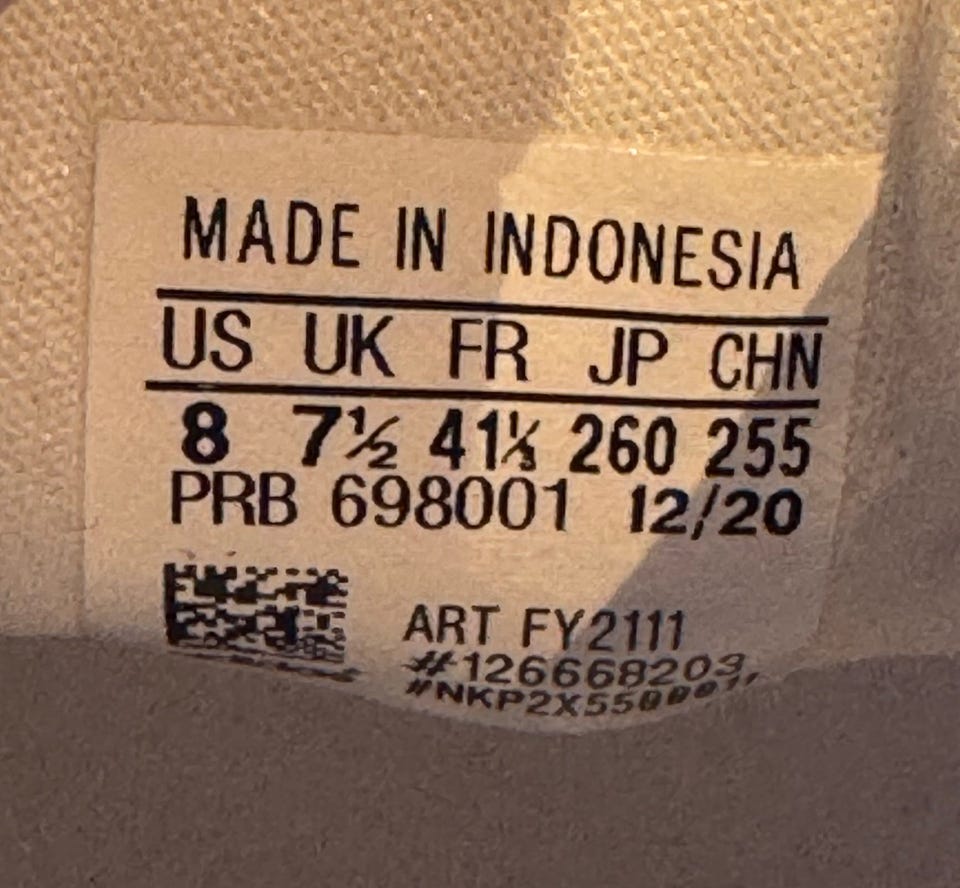 MADE IN INDONESIA
US UK FR JP CHN
8 7½ 41⅓ 260 255
PRB 698001 12/20
ART FY2111
#126668203